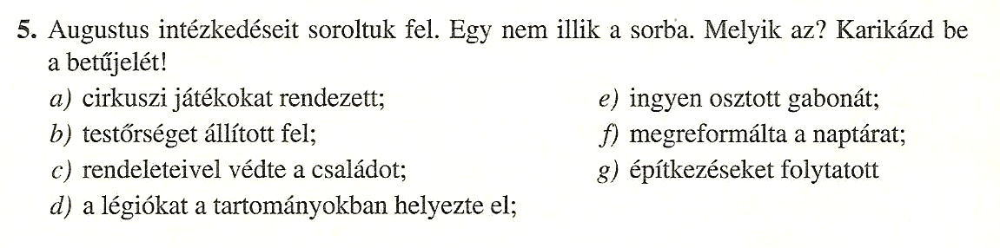 5. Augustus intézkedéseit soroltuk fel. Egy nem illik a sorba. Melyik az? Karikázd be
a betűjelét!
a) cirkuszi játékokat rendezett;
b) testőrséget állított fel;
c) rendeleteivel védte a családot;
d) a légiókat a tartományokban helyezte el;
e) ingyen osztott gabonát;
f) megreformálta a naptárat;
g) építkezéseket folytatott